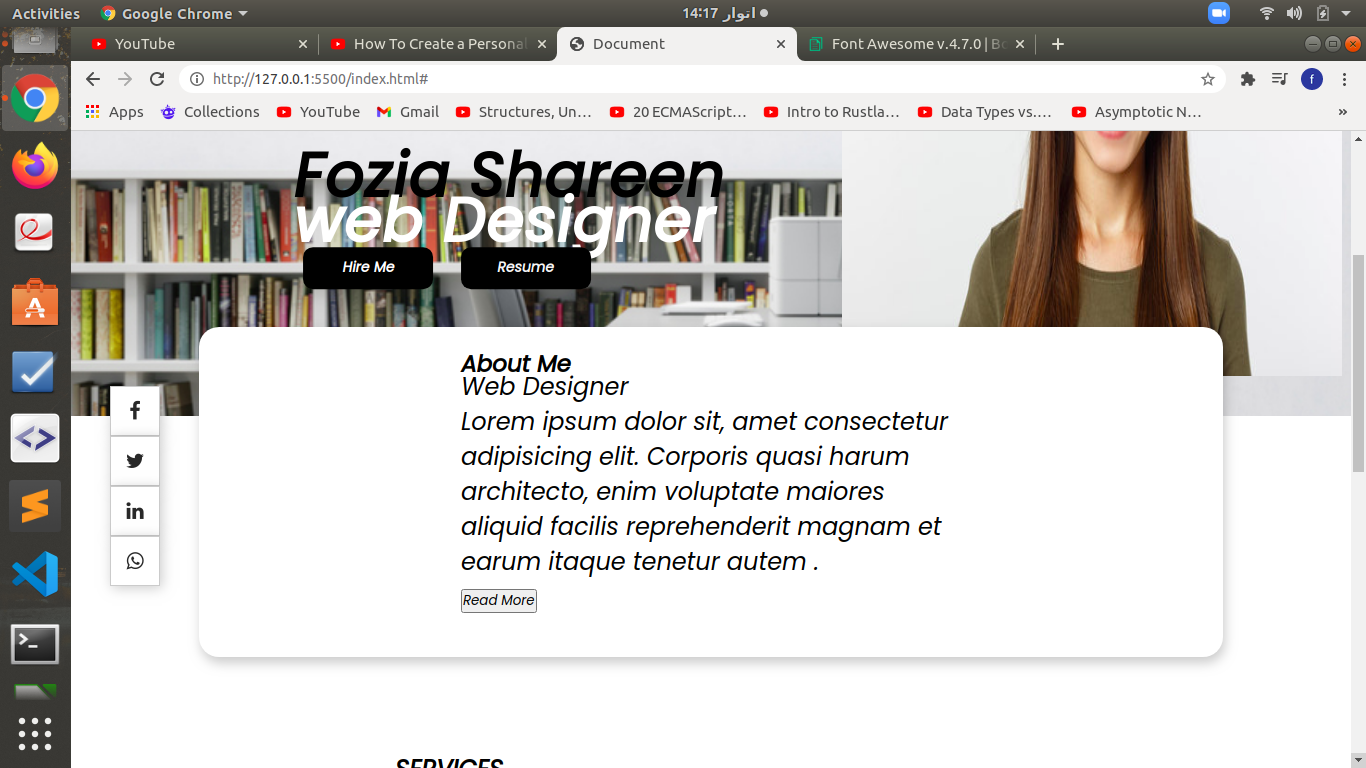 Activities
Google Chrome
14:17 اتوار
YouTube
How To Create a Personal
Document
Font Awesome v.4.7.0 | Bo
http://127.0.0.1:5500/index.html#
f
Apps
Collections
YouTube
Gmail
Structures, Un…
20 ECMAScript…
Intro to Rustla…
Data Types vs.…
Asymptotic N…
»
Fozia Shareen
web Designer
Hire Me
Resume
About Me
Web Designer
Lorem ipsum dolor sit, amet consectetur
adipisicing elit. Corporis quasi harum
architecto, enim voluptate maiores
aliquid facilis reprehenderit magnam et
earum itaque tenetur autem .
Read More
SERVICES